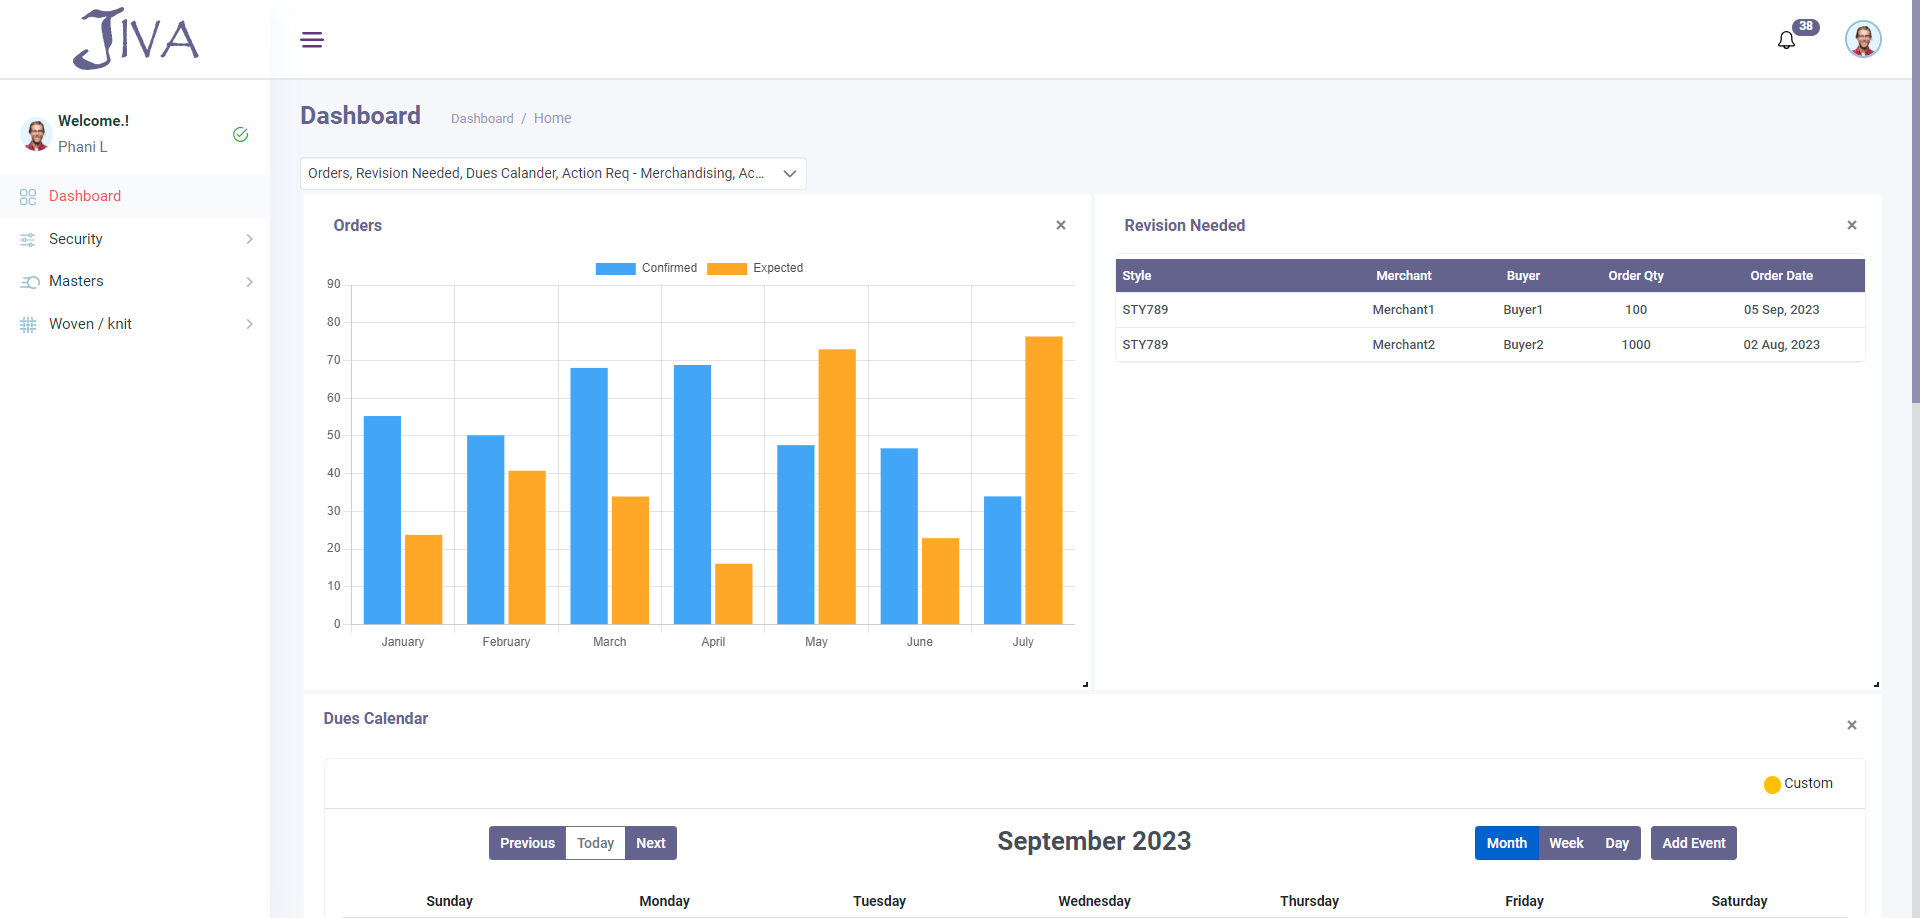 JIVA
38
Welcome.!
Phani L
Dashboard
Security
Masters
Woven / knit
Dashboard
Dashboard / Home
Orders, Revision Needed, Dues Calander, Action Req - Merchandising, Ac...
Orders
Confirmed Expected
90
80
70
60
50
40
30
20
10
0
January February March April May June July
Revision Needed
Style Merchant Buyer Order Qty Order Date
STY789 Merchant1 Buyer1 100 05 Sep, 2023
STY789 Merchant2 Buyer2 1000 02 Aug, 2023
Dues Calendar
Custom
Previous Today Next September 2023 Month Week Day Add Event
Sunday Monday Tuesday Wednesday Thursday Friday Saturday